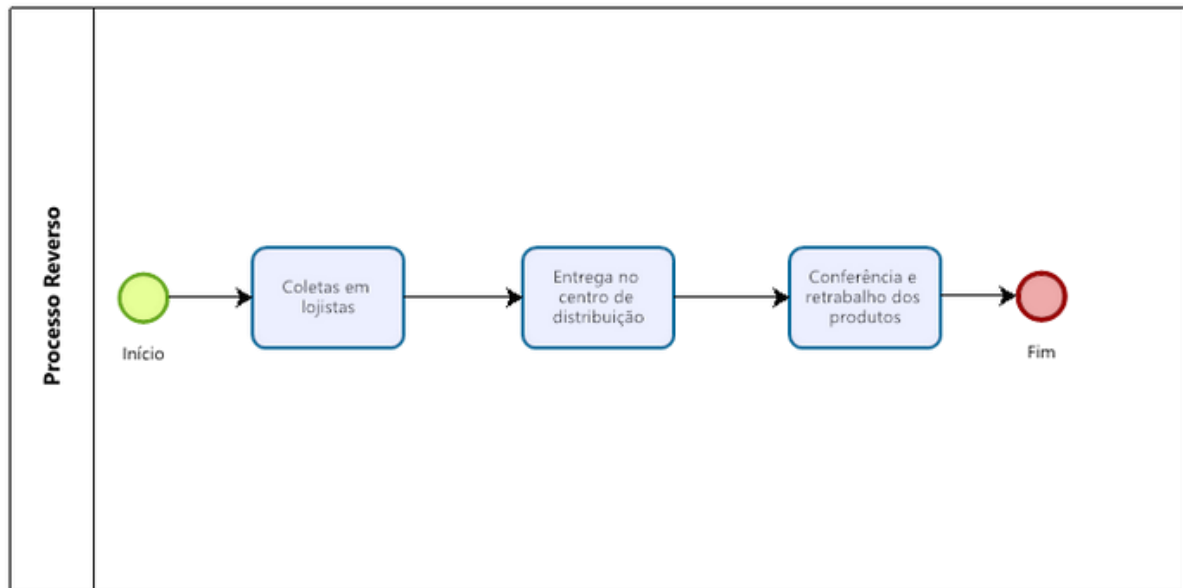 Processo Reverso
Início
Coletas em
lojistas
Entrega no
centro de
distribuição
Conferência e
retrabalho dos
produtos
Fim